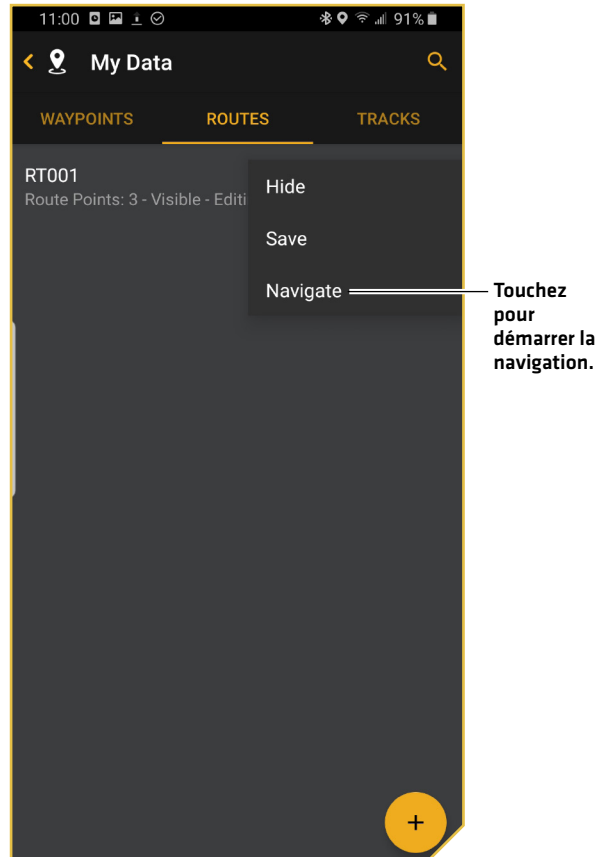 11:00 91%
My Data
WAYPOINTS ROUTES TRACKS
RT001
Route Points: 3 - Visible - Editi
Hide
Save
Navigate
Touchez
pour
démarrer la
navigation.
+